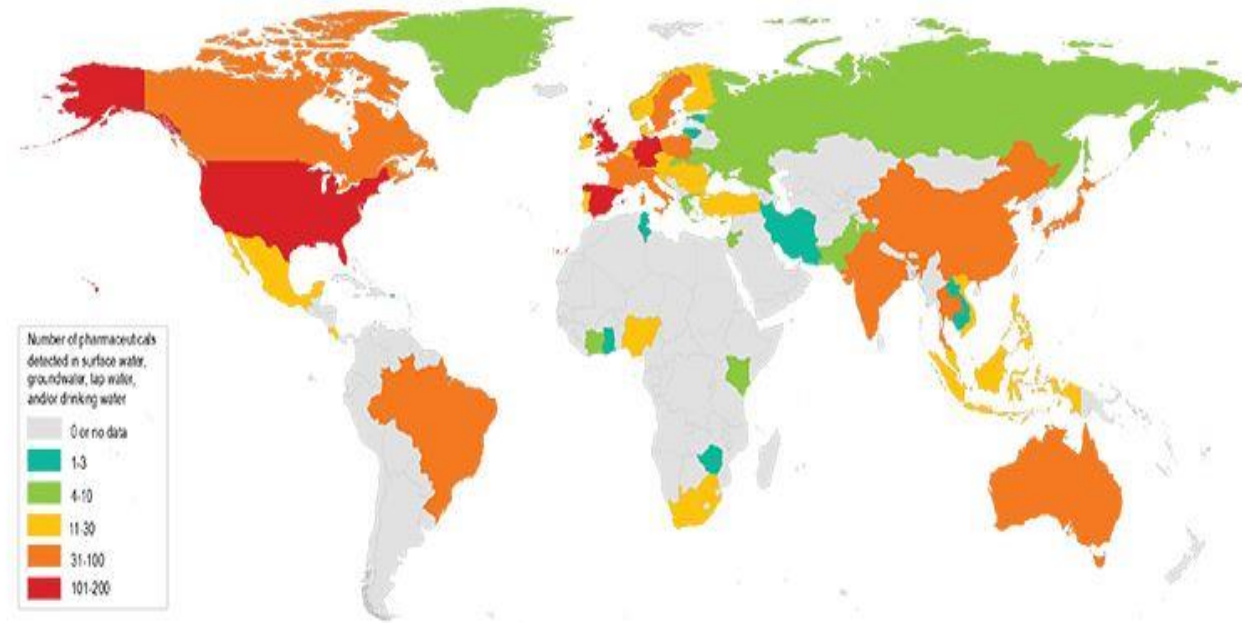 Number of pharmaceuticals
detected in surface water,
groundwater, tap water,
and/or drinking water
0 or no data
1-3
4-10
11-30
31-100
101-200